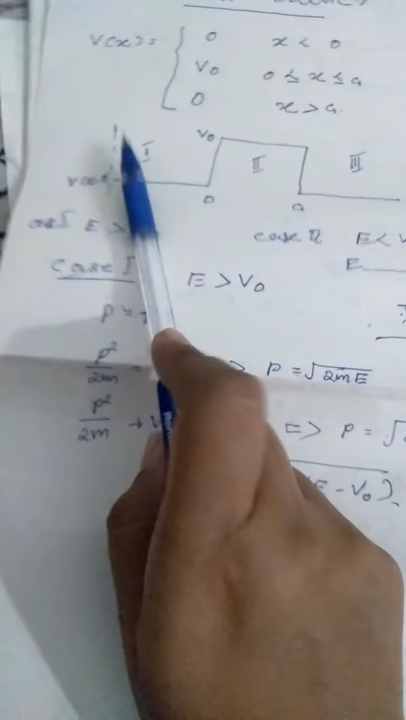 V(x) = { 0 x < 0
V₀ 0 ≤ x ≤ a
0 x > a
V₀ I II III
0 a
E >
case II E < V
E
Case I E > V₀
p =
p²/2m = p = √2mE
p²/2m + V E > p = √
E - V₀)